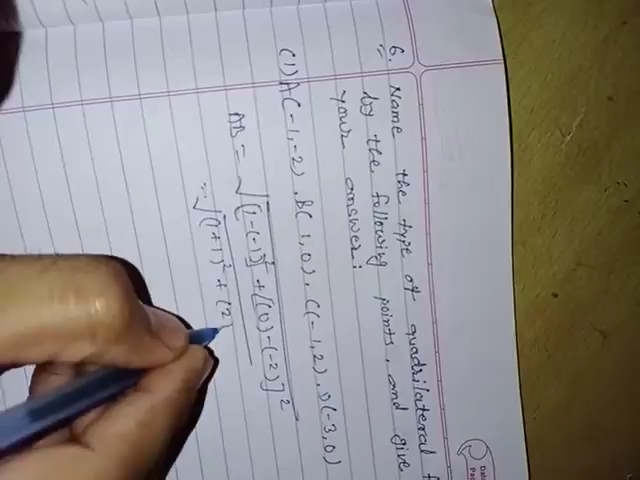 6. Name the type of quadrilateral f
by the following points, and give
your answer:
(1) A(-1,-2), B(1,0), C(-1,2), D(-3,0)
AB = √[1-(-1)]² + [(0)-(-2)]²
= √(1+1)² + (2)